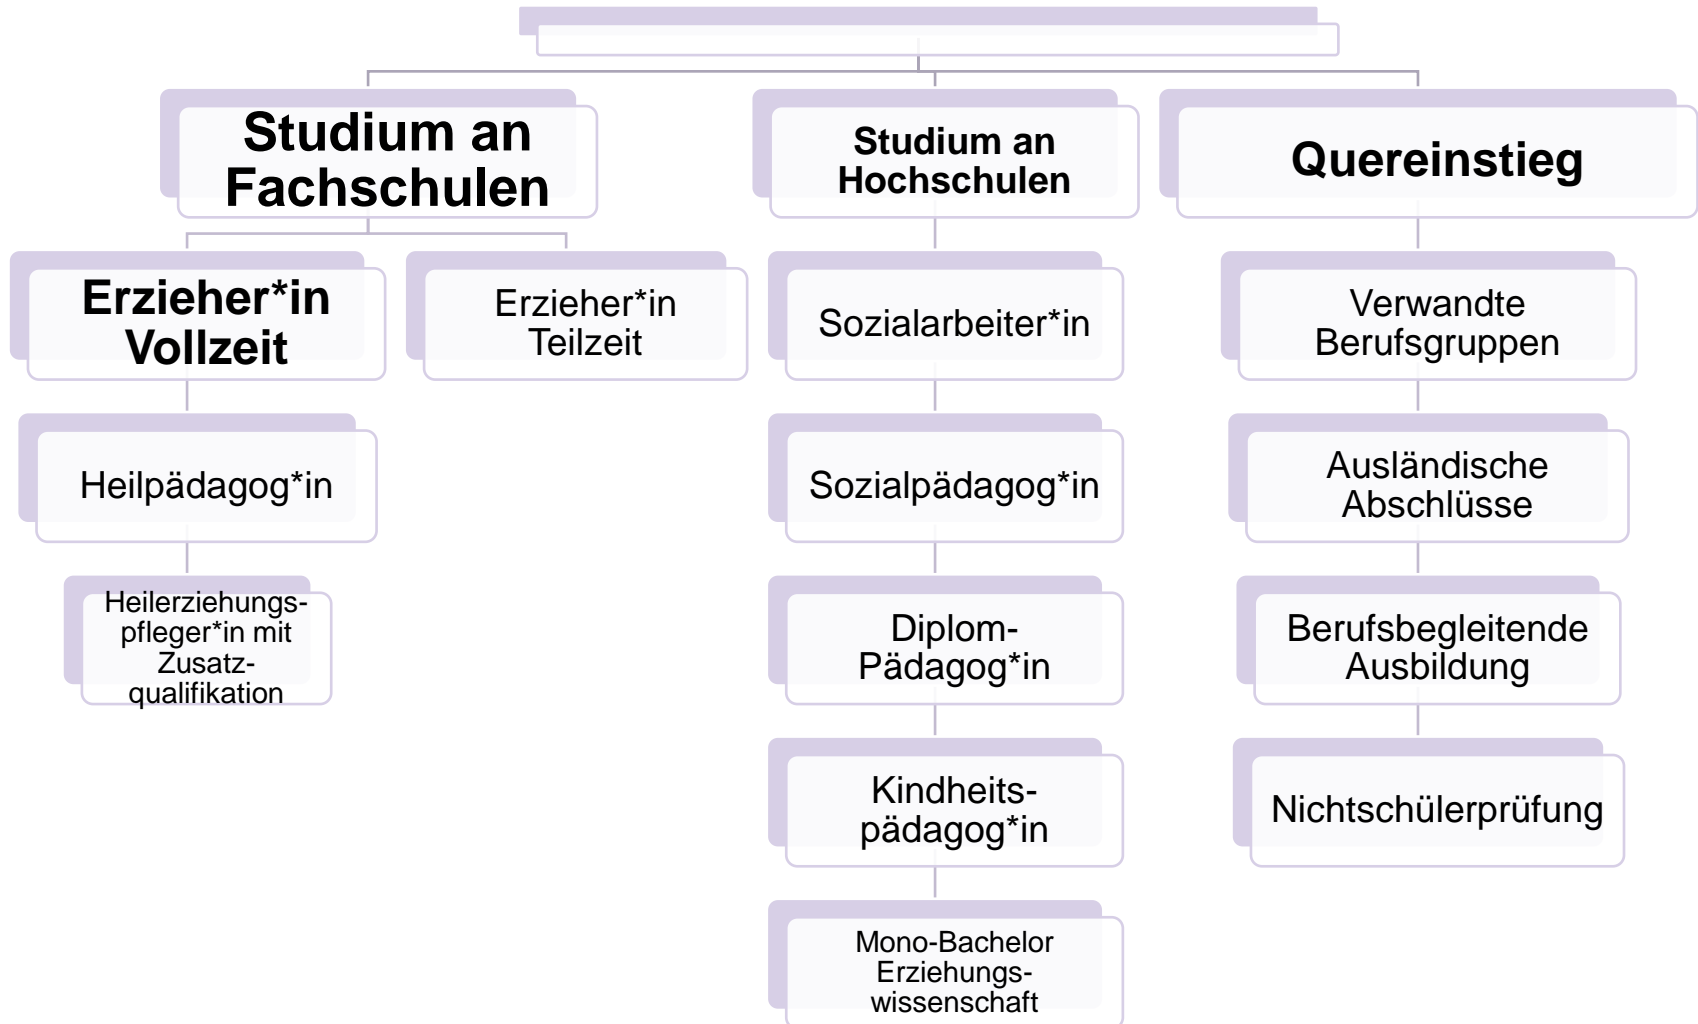 Studium an
Fachschulen
Studium an
Hochschulen
Quereinstieg
Erzieher*in
Vollzeit
Erzieher*in
Teilzeit
Sozialarbeiter*in
Verwandte
Berufsgruppen
Heilpädagog*in
Sozialpädagog*in
Ausländische
Abschlüsse
Heilerziehungs-
pfleger*in mit
Zusatz-
qualifikation
Diplom-
Pädagog*in
Berufsbegleitende
Ausbildung
Kindheits-
pädagog*in
Nichtschülerprüfung
Mono-Bachelor
Erziehungs-
wissenschaft